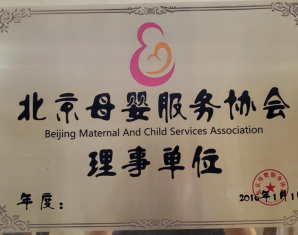 北京母婴服务协会
Beijing Maternal And Child Services Association
理事单位
年度： 2016年1月1